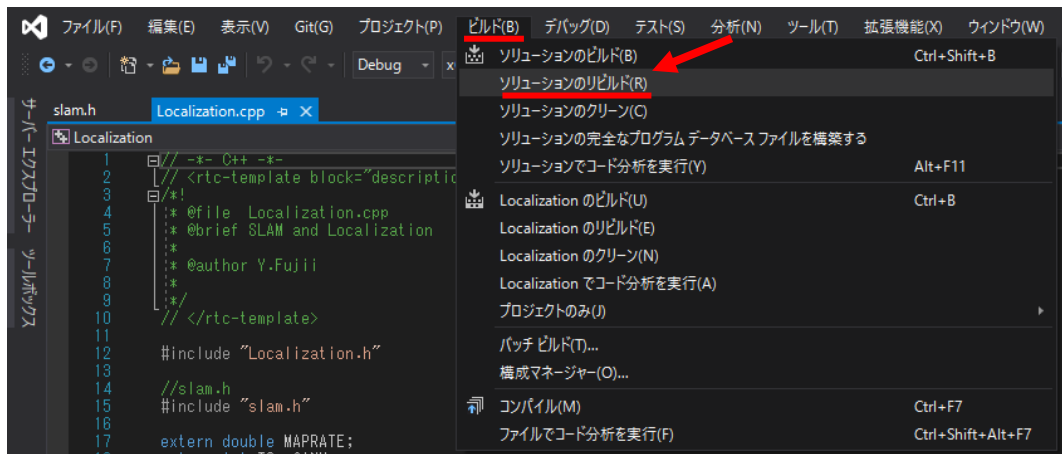 ファイル(F) 編集(E) 表示(V) Git(G) プロジェクト(P) ビルド(B) デバッグ(D) テスト(S) 分析(N) ツール(T) 拡張機能(X) ウィンドウ(W)
Debug
サーバー エクスプローラー
ツールボックス
slam.h Localization.cpp
Localization
1 // -*- C++ -*-
2 // <rtc-template block="descriptio
3 /*!
4 * @file Localization.cpp
5 * @brief SLAM and Localization
6 *
7 * @author Y.Fujii
8 *
9 */
10 // </rtc-template>
11
12 #include "Localization.h"
13
14 //slam.h
15 #include "slam.h"
16
17 extern double MAPRATE;
ソリューションのビルド(B) Ctrl+Shift+B
ソリューションのリビルド(R)
ソリューションのクリーン(C)
ソリューションの完全なプログラム データベース ファイルを構築する
ソリューションでコード分析を実行(Y) Alt+F11
Localization のビルド(U) Ctrl+B
Localization のリビルド(E)
Localization のクリーン(N)
Localization でコード分析を実行(A)
プロジェクトのみ(J)
バッチ ビルド(T)...
構成マネージャー(O)...
コンパイル(M) Ctrl+F7
ファイルでコード分析を実行(F) Ctrl+Shift+Alt+F7